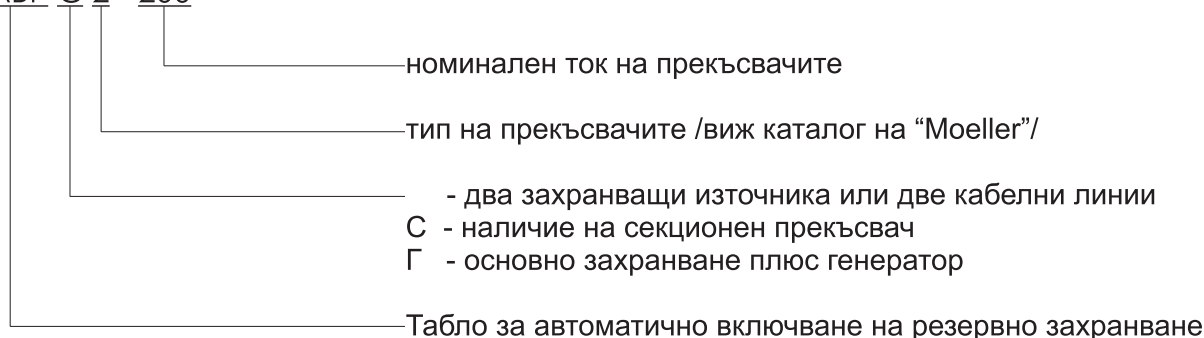 номинален ток на прекъсвачите
тип на прекъсвачите /виж каталог на “Moeller”/
- два захранващи източника или две кабелни линии
С - наличие на секционен прекъсвач
Г - основно захранване плюс генератор
Табло за автоматично включване на резервно захранване